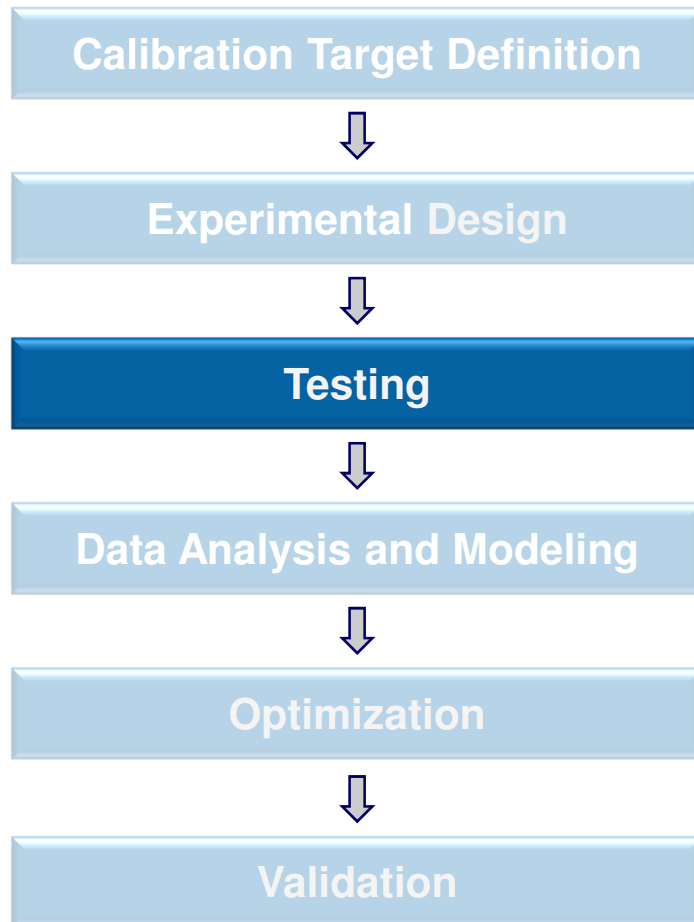 Calibration Target Definition
Experimental Design
Testing
Data Analysis and Modeling
Optimization
Validation